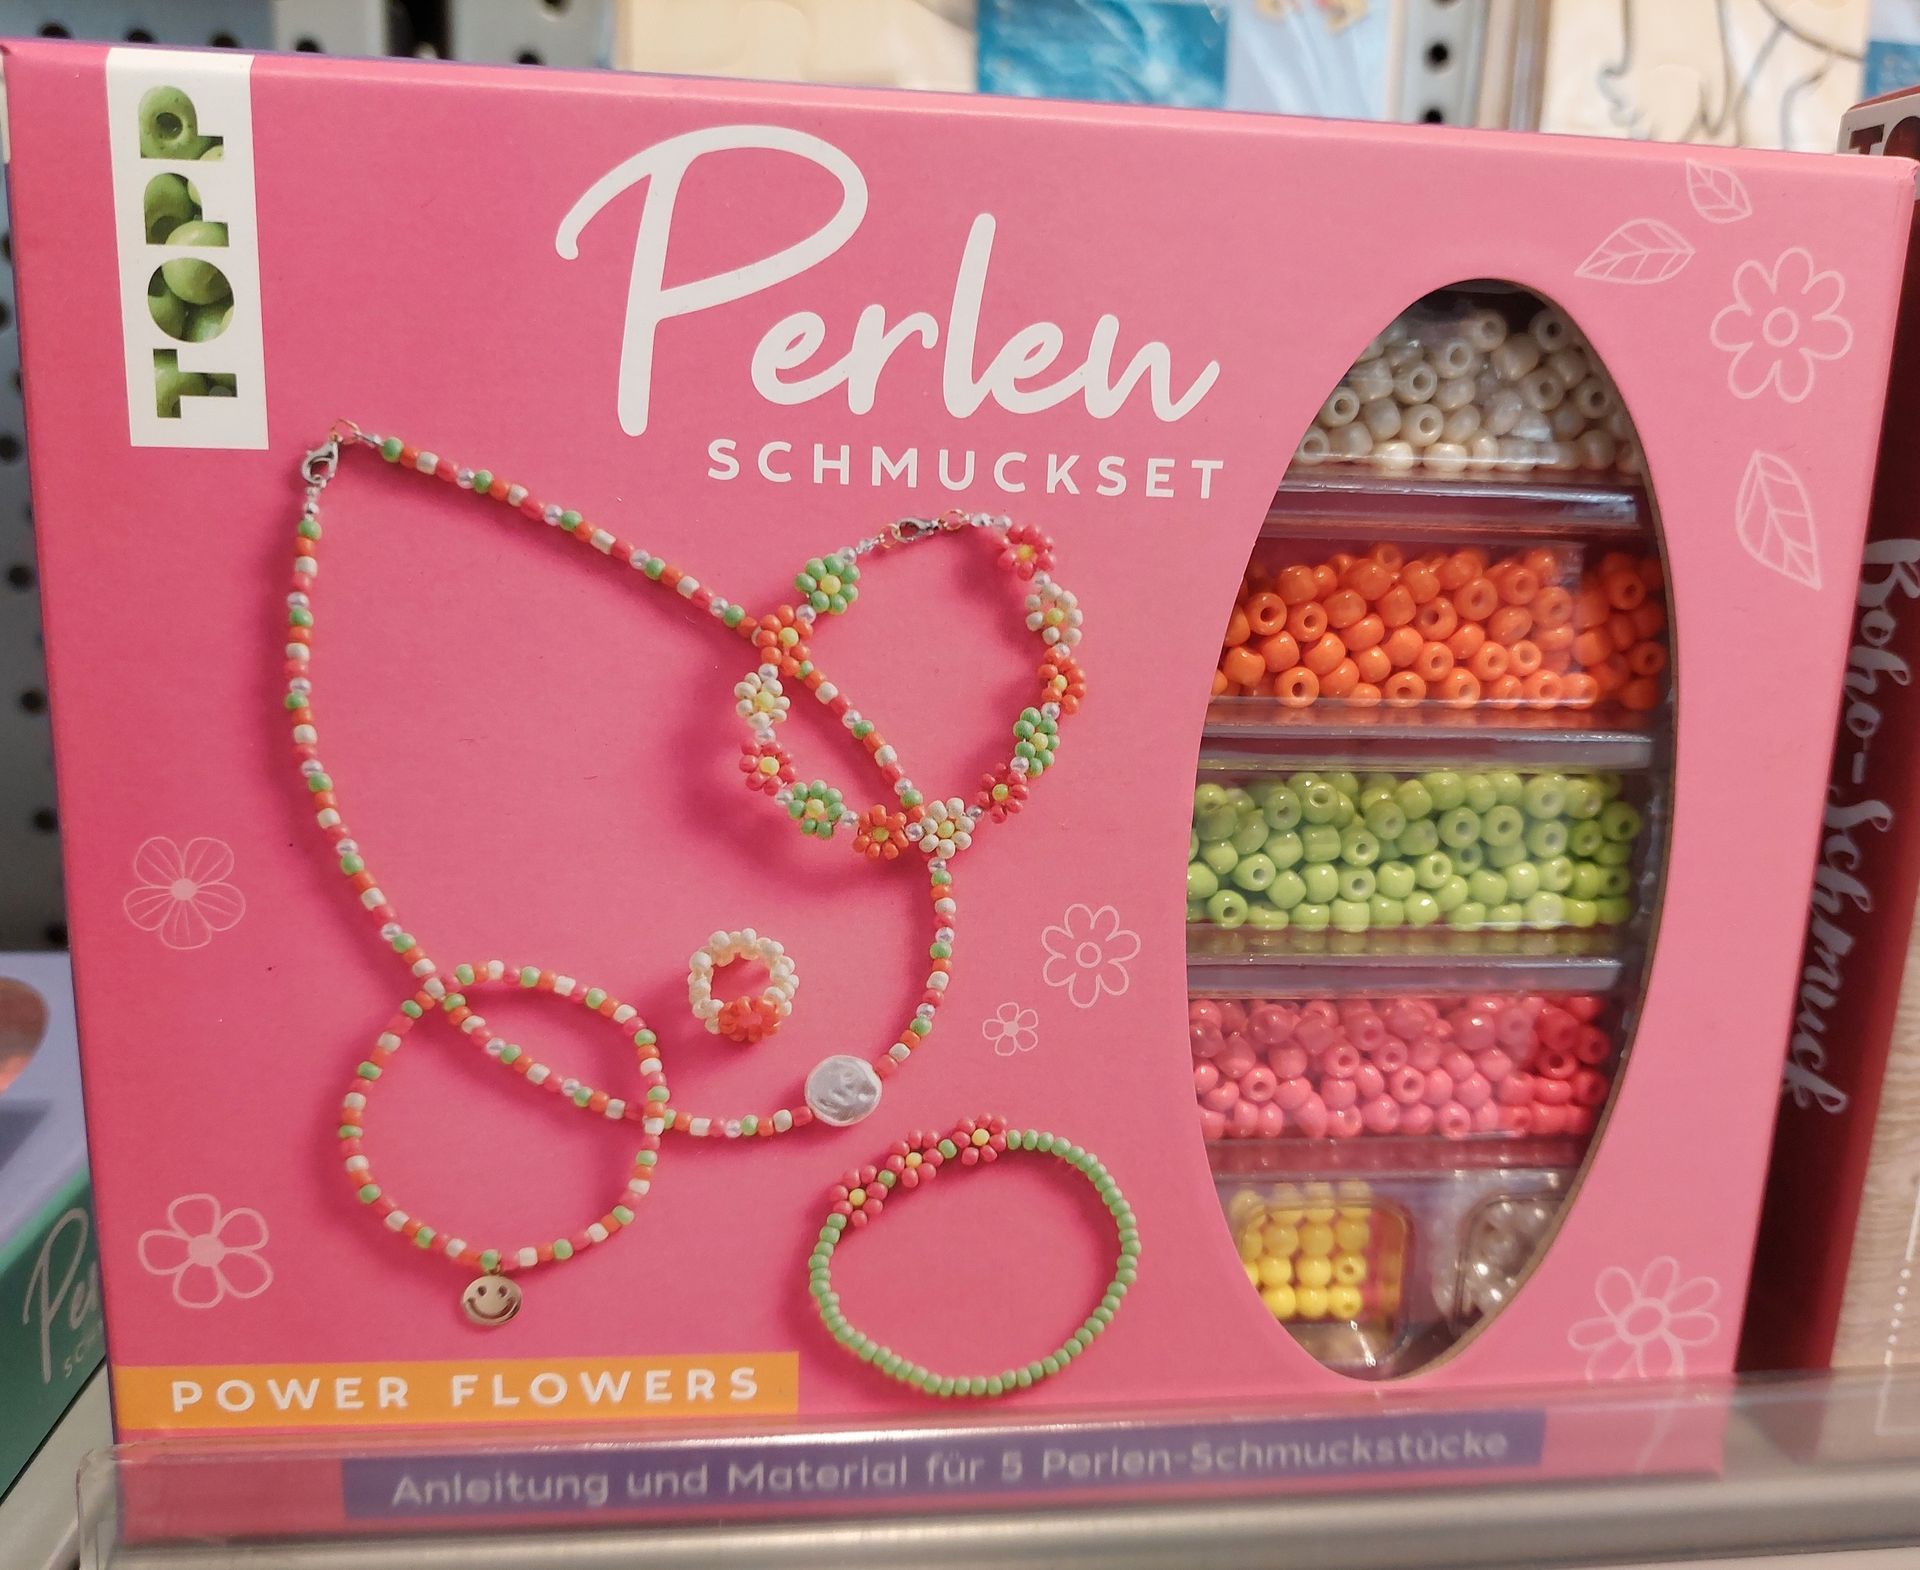 TOPP
Perlen
SCHMUCKSET
POWER FLOWERS
Anleitung und Material für 5 Perlen-Schmuckstücke
Boho-Schmuck